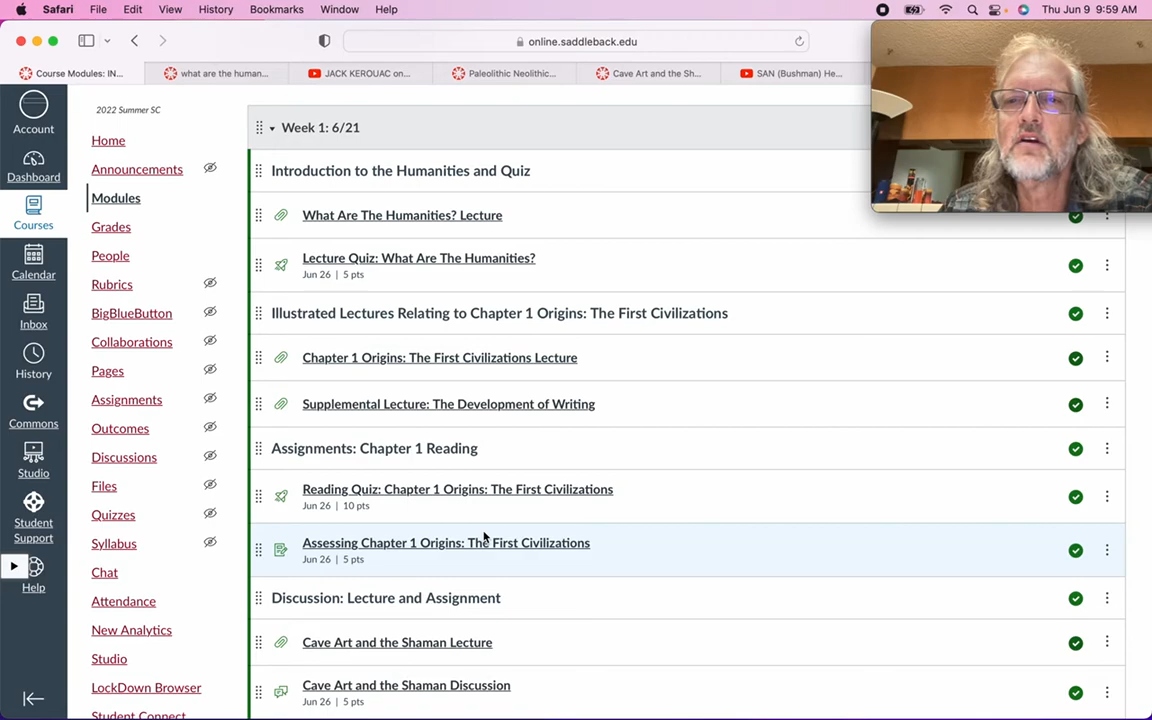 Safari File Edit View History Bookmarks Window Help Thu Jun 9 9:59 AM
online.saddleback.edu
Course Modules: IN... what are the human... JACK KEROUAC on... Paleolithic Neolithic... Cave Art and the Sh... SAN (Bushman) He...
Account
Dashboard
Courses
Calendar
Inbox
History
Commons
Studio
Student
Support
Help
2022 Summer SC
Home
Announcements
Modules
Grades
People
Rubrics
BigBlueButton
Collaborations
Pages
Assignments
Outcomes
Discussions
Files
Quizzes
Syllabus
Chat
Attendance
New Analytics
Studio
LockDown Browser
Student Connect
Week 1: 6/21
Introduction to the Humanities and Quiz
What Are The Humanities? Lecture
Lecture Quiz: What Are The Humanities?
Jun 26 | 5 pts
Illustrated Lectures Relating to Chapter 1 Origins: The First Civilizations
Chapter 1 Origins: The First Civilizations Lecture
Supplemental Lecture: The Development of Writing
Assignments: Chapter 1 Reading
Reading Quiz: Chapter 1 Origins: The First Civilizations
Jun 26 | 10 pts
Assessing Chapter 1 Origins: The First Civilizations
Jun 26 | 5 pts
Discussion: Lecture and Assignment
Cave Art and the Shaman Lecture
Cave Art and the Shaman Discussion
Jun 26 | 5 pts